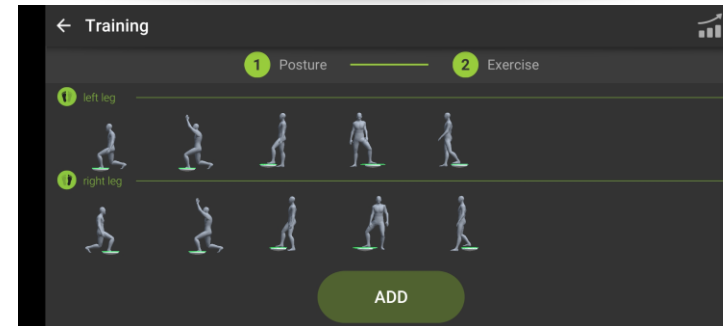 Training
1 Posture 2 Exercise
left leg
right leg
ADD